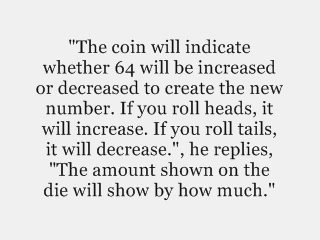 "The coin will indicate
whether 64 will be increased
or decreased to create the new
number. If you roll heads, it
will increase. If you roll tails,
it will decrease.", he replies,
"The amount shown on the
die will show by how much."